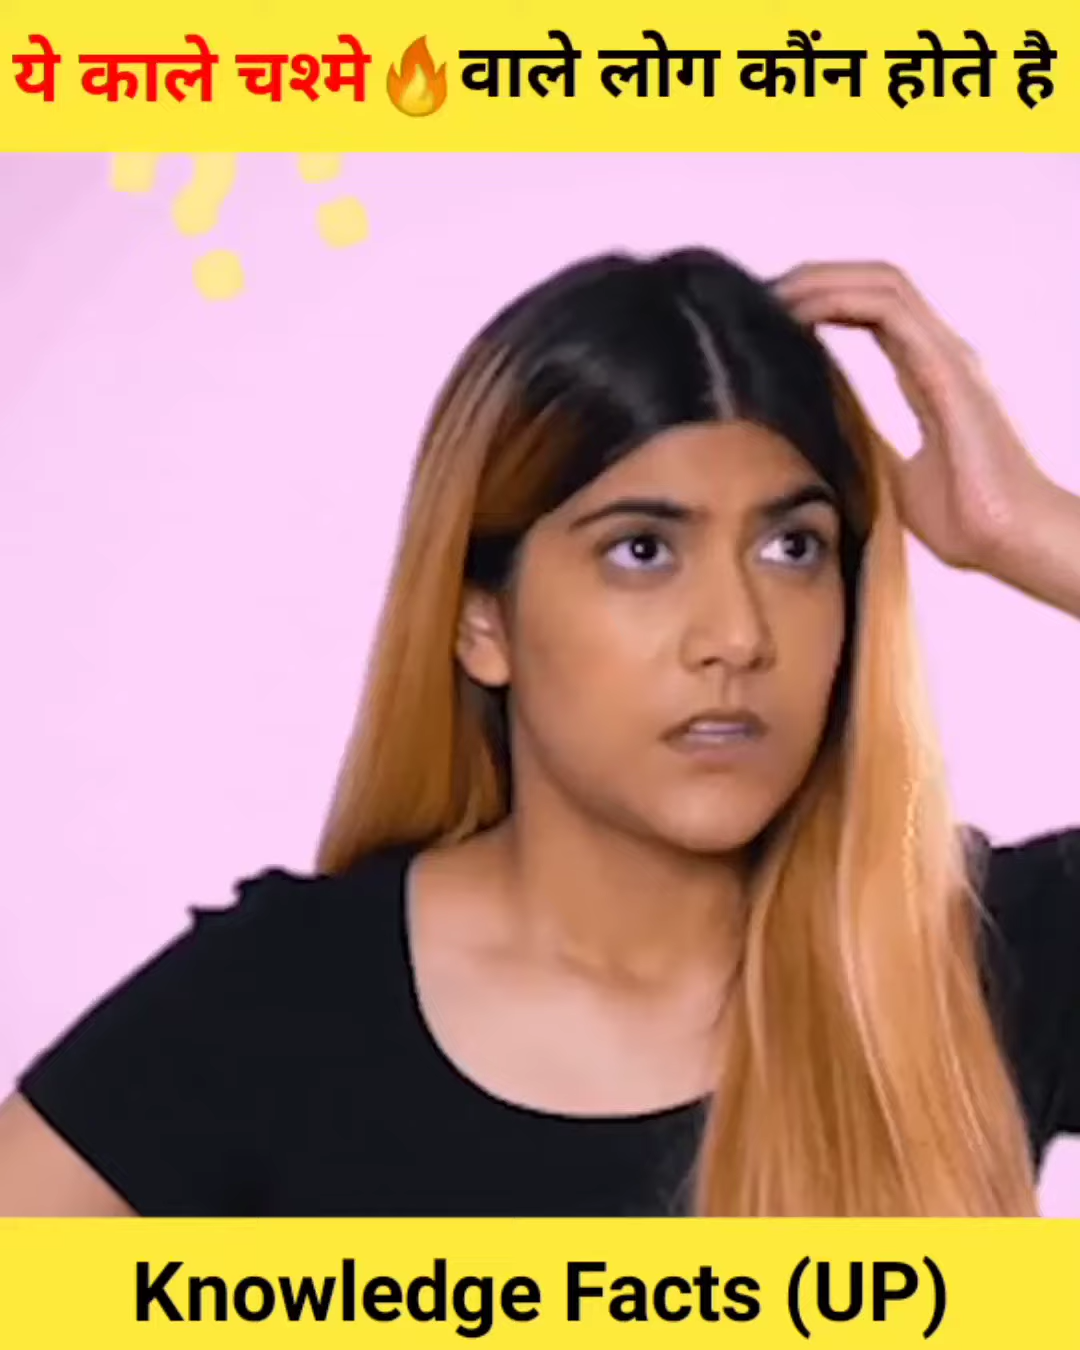 ये काले चश्मे🔥वाले लोग कौंन होते है
Knowledge Facts (UP)